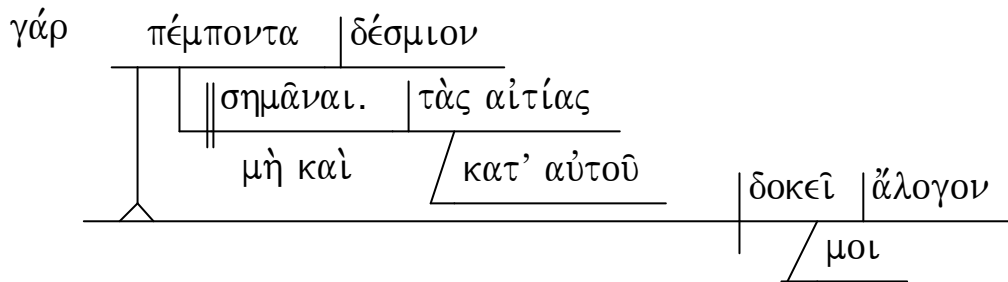 γάρ πέμποντα δέσμιον
σημᾶναι. τὰς αἰτίας
μὴ καὶ κατ’ αὐτοῦ
δοκεῖ ἄλογον
μοι